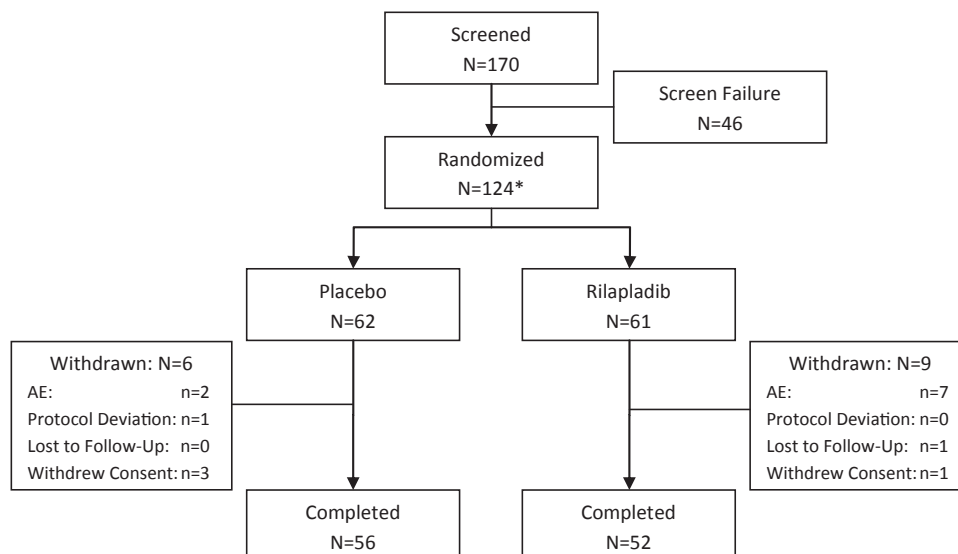 Screened
N=170
Screen Failure
N=46
Randomized
N=124*
Placebo
N=62
Rilapladib
N=61
Withdrawn: N=6
AE: n=2
Protocol Deviation: n=1
Lost to Follow-Up: n=0
Withdrew Consent: n=3
Withdrawn: N=9
AE: n=7
Protocol Deviation: n=0
Lost to Follow-Up: n=1
Withdrew Consent: n=1
Completed
N=56
Completed
N=52